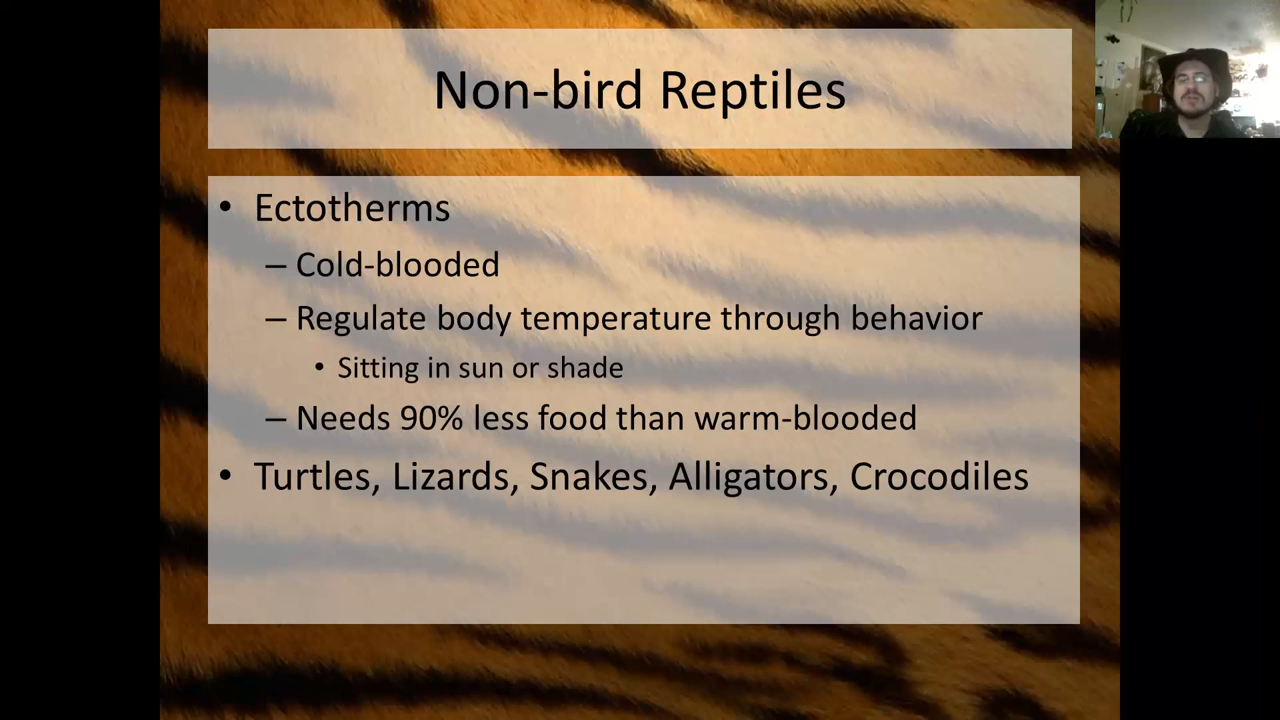 Non-bird Reptiles
• Ectotherms
– Cold-blooded
– Regulate body temperature through behavior
• Sitting in sun or shade
– Needs 90% less food than warm-blooded
• Turtles, Lizards, Snakes, Alligators, Crocodiles